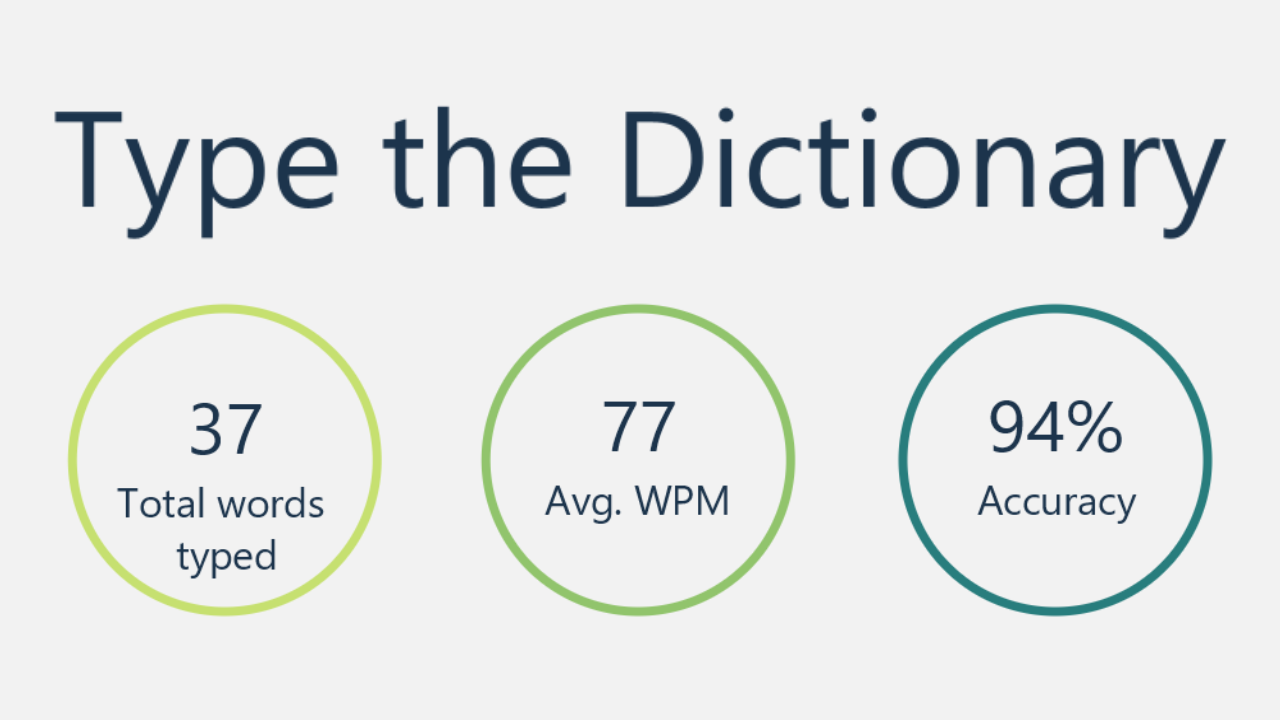 Type the Dictionary
37
Total words
typed
77
Avg. WPM
94%
Accuracy